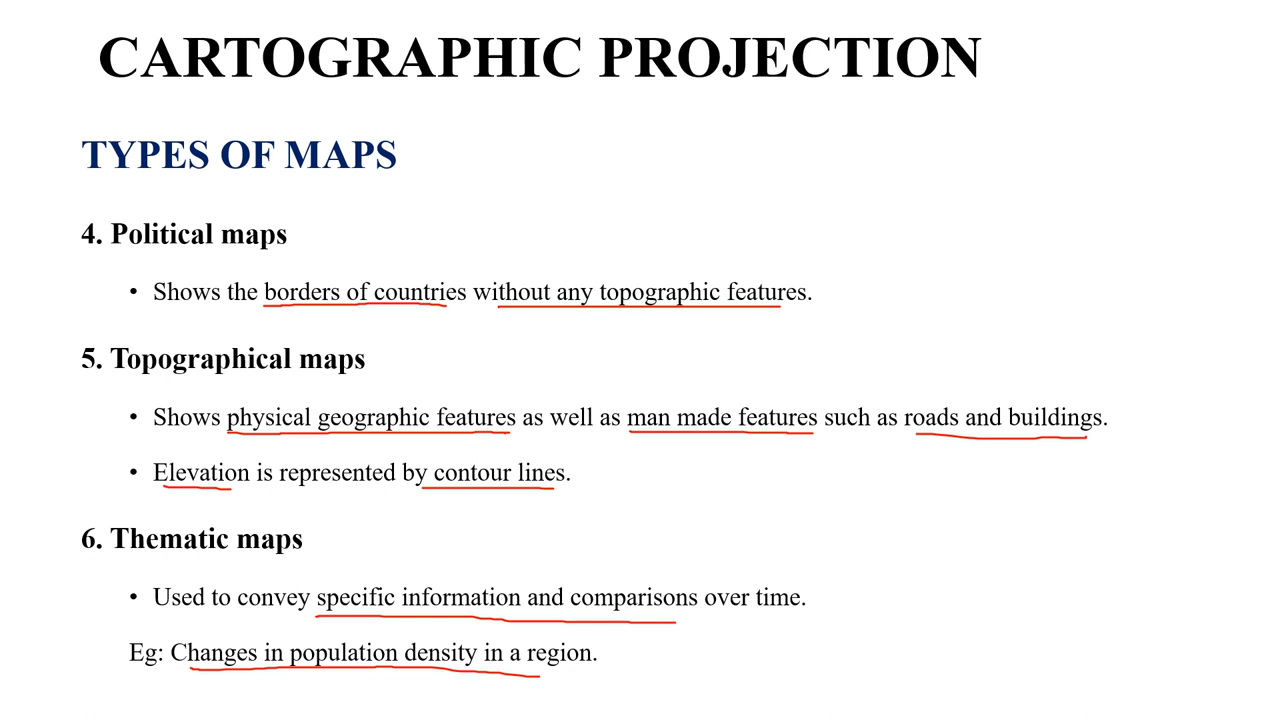 CARTOGRAPHIC PROJECTION
TYPES OF MAPS
4. Political maps
• Shows the borders of countries without any topographic features.
5. Topographical maps
• Shows physical geographic features as well as man made features such as roads and buildings.
• Elevation is represented by contour lines.
6. Thematic maps
• Used to convey specific information and comparisons over time.
Eg: Changes in population density in a region.